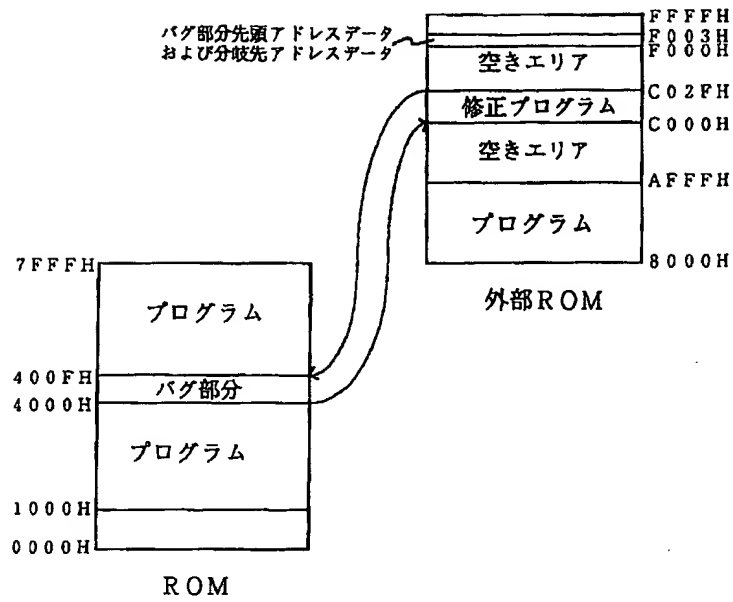 バグ部分先頭アドレスデータ
および分岐先アドレスデータ
FFFFH
F003H
F000H
空きエリア
C02FH
修正プログラム
C000H
空きエリア
AFFFH
プログラム
8000H
外部ROM
7FFFH
プログラム
400FH
バグ部分
4000H
プログラム
1000H
0000H
ROM